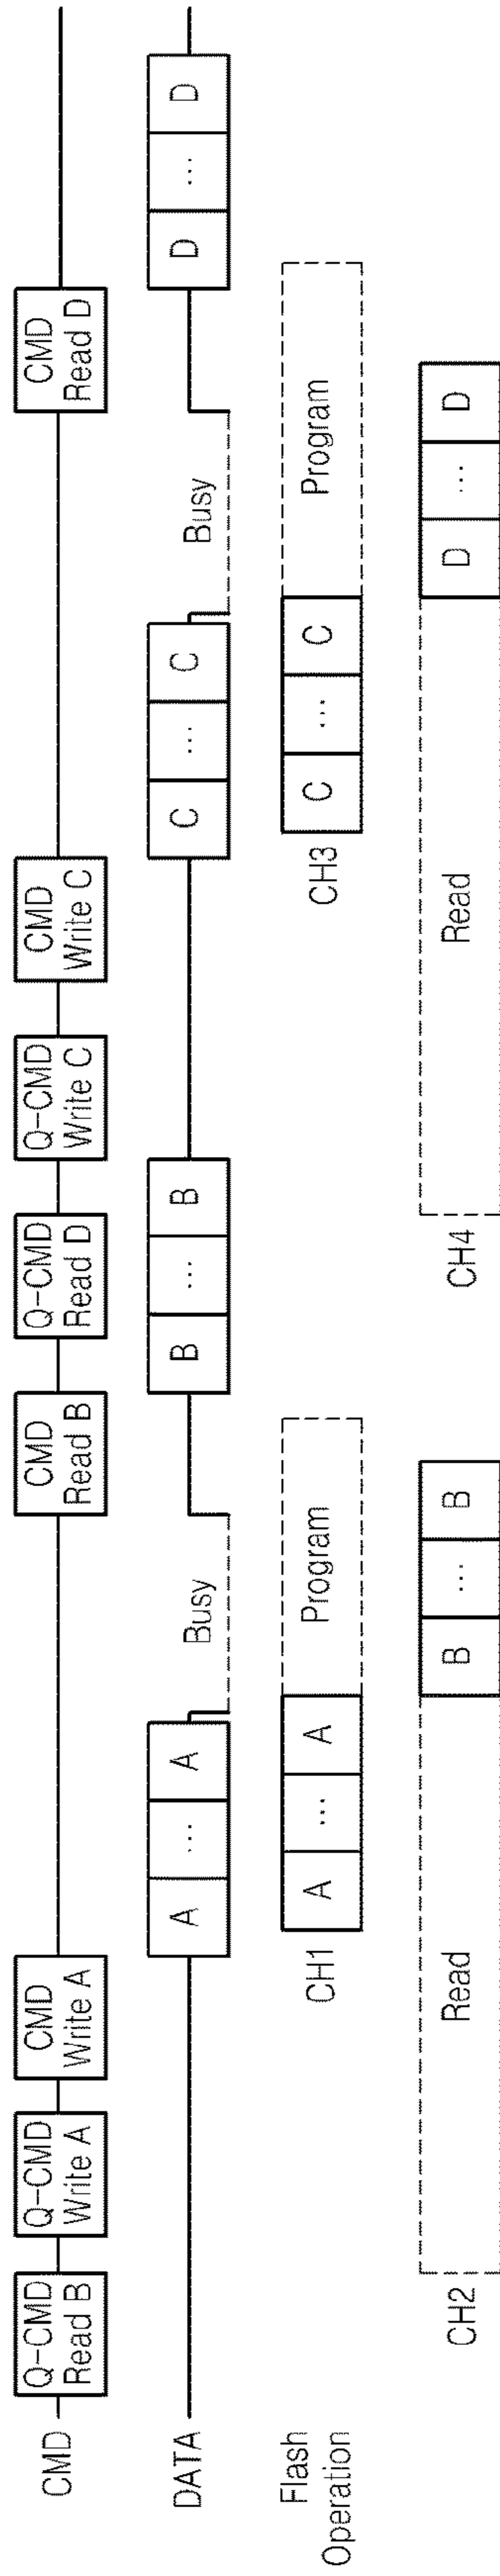 CMD
Q-CMD
Read B
Q-CMD
Write A
CMD
Write A
CMD
Read B
Q-CMD
Read D
Q-CMD
Write C
CMD
Write C
CMD
Read D
DATA
A
...
A
Busy
B
...
B
C
...
C
Busy
D
...
D
Flash
Operation
CH1
A
...
A
Program
CH3
C
...
C
Program
CH2
Read
B
...
B
CH4
Read
D
...
D